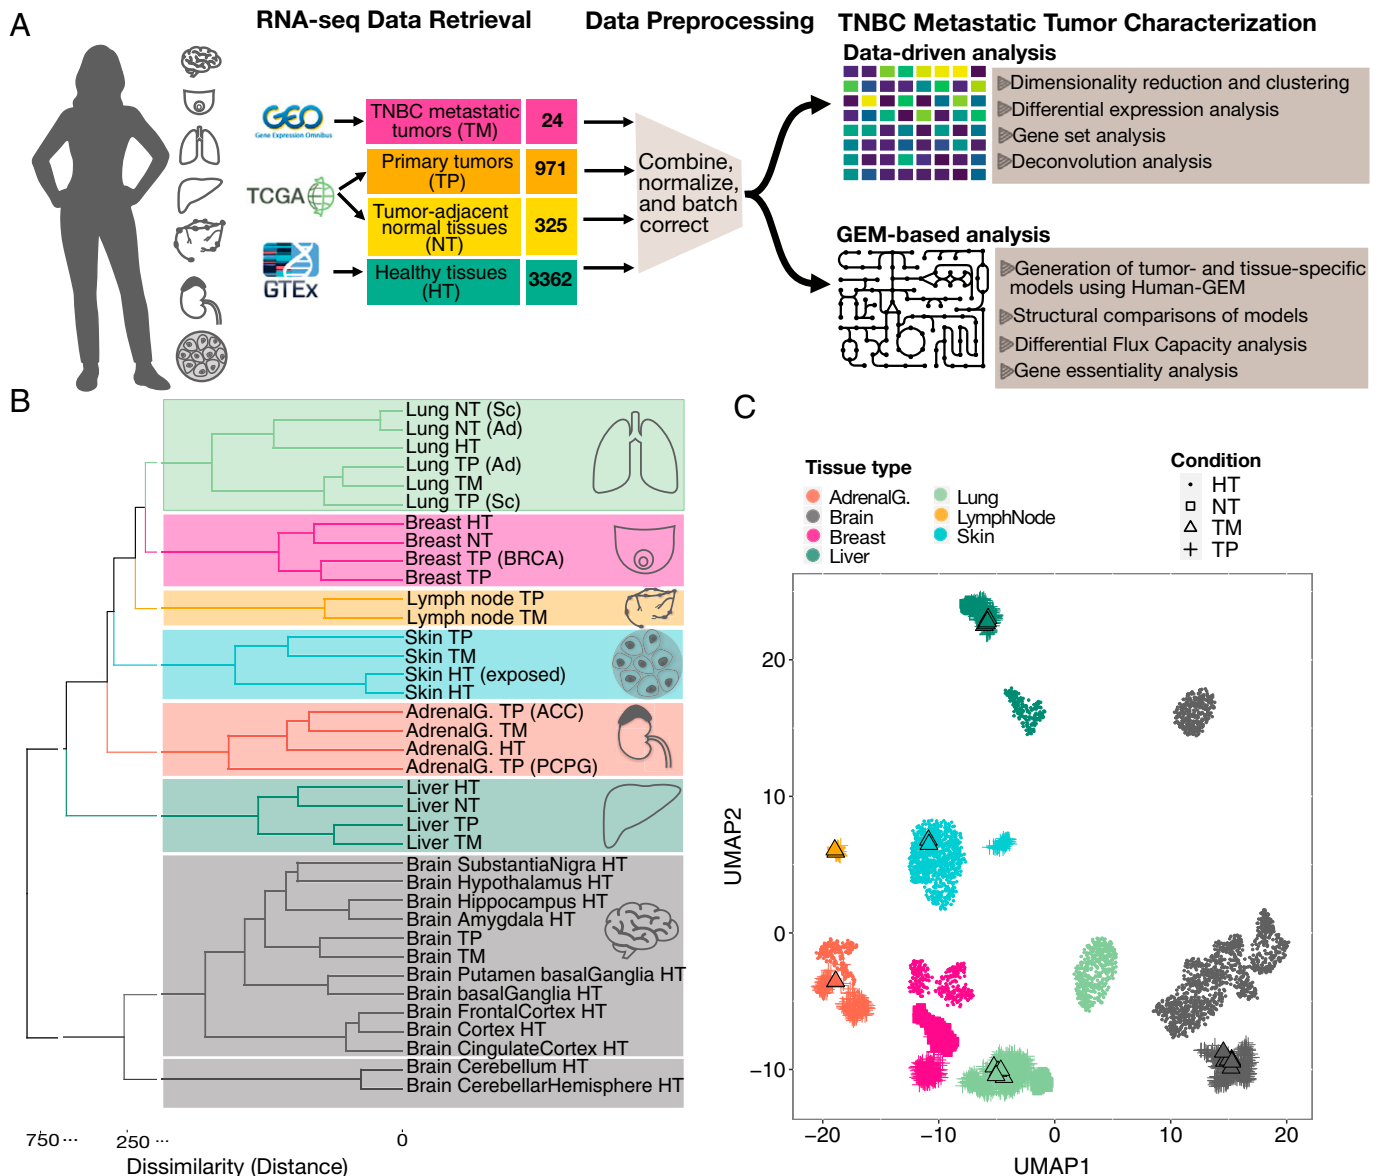 A
RNA-seq Data Retrieval
Data Preprocessing
TNBC Metastatic Tumor Characterization
GEO
Gene Expression Omnibus
TCGA
GTEx
TNBC metastatic
tumors (TM)
24
Primary tumors
(TP)
971
Tumor-adjacent
normal tissues
(NT)
325
Healthy tissues
(HT)
3362
Combine,
normalize,
and batch
correct
Data-driven analysis
Dimensionality reduction and clustering
Differential expression analysis
Gene set analysis
Deconvolution analysis
GEM-based analysis
Generation of tumor- and tissue-specific
models using Human-GEM
Structural comparisons of models
Differential Flux Capacity analysis
Gene essentiality analysis
B
Lung NT (Sc)
Lung NT (Ad)
Lung HT
Lung TP (Ad)
Lung TM
Lung TP (Sc)
Breast HT
Breast NT
Breast TP (BRCA)
Breast TP
Lymph node TP
Lymph node TM
Skin TP
Skin TM
Skin HT (exposed)
Skin HT
AdrenalG. TP (ACC)
AdrenalG. TM
AdrenalG. HT
AdrenalG. TP (PCPG)
Liver HT
Liver NT
Liver TP
Liver TM
Brain SubstantiaNigra HT
Brain Hypothalamus HT
Brain Hippocampus HT
Brain Amygdala HT
Brain TP
Brain TM
Brain Putamen basalGanglia HT
Brain basalGanglia HT
Brain FrontalCortex HT
Brain Cortex HT
Brain CingulateCortex HT
Brain Cerebellum HT
Brain CerebellarHemisphere HT
750 ... 250 ... 0
Dissimilarity (Distance)
C
Tissue type
AdrenalG.
Brain
Breast
Liver
Lung
LymphNode
Skin
Condition
HT
NT
TM
TP
UMAP2
20
10
0
−10
−20 −10 0 10 20
UMAP1